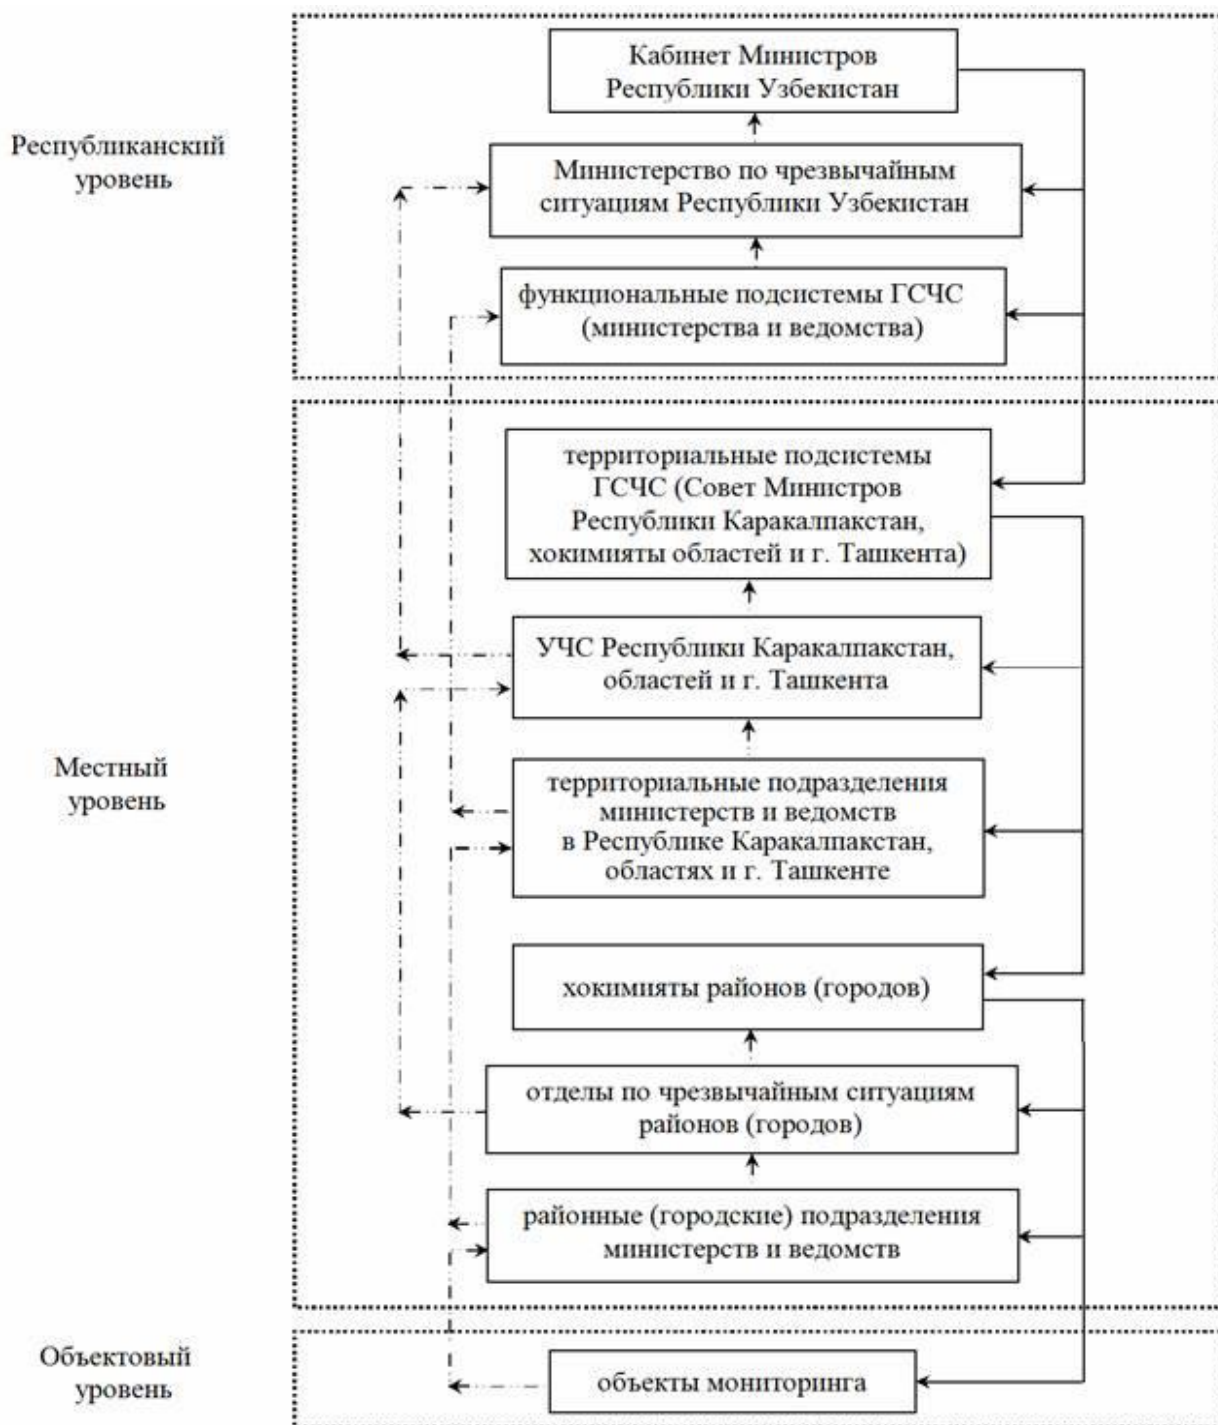 Кабинет Министров
Республики Узбекистан
Республиканский
уровень
Министерство по чрезвычайным
ситуациям Республики Узбекистан
функциональные подсистемы ГСЧС
(министерства и ведомства)
территориальные подсистемы
ГСЧС (Совет Министров
Республики Каракалпакстан,
хокимияты областей и г. Ташкента)
УЧС Республики Каракалпакстан,
областей и г. Ташкента
Местный
уровень
территориальные подразделения
министерств и ведомств
в Республике Каракалпакстан,
областях и г. Ташкенте
хокимияты районов (городов)
отделы по чрезвычайным ситуациям
районов (городов)
районные (городские) подразделения
министерств и ведомств
Объектовый
уровень
объекты мониторинга